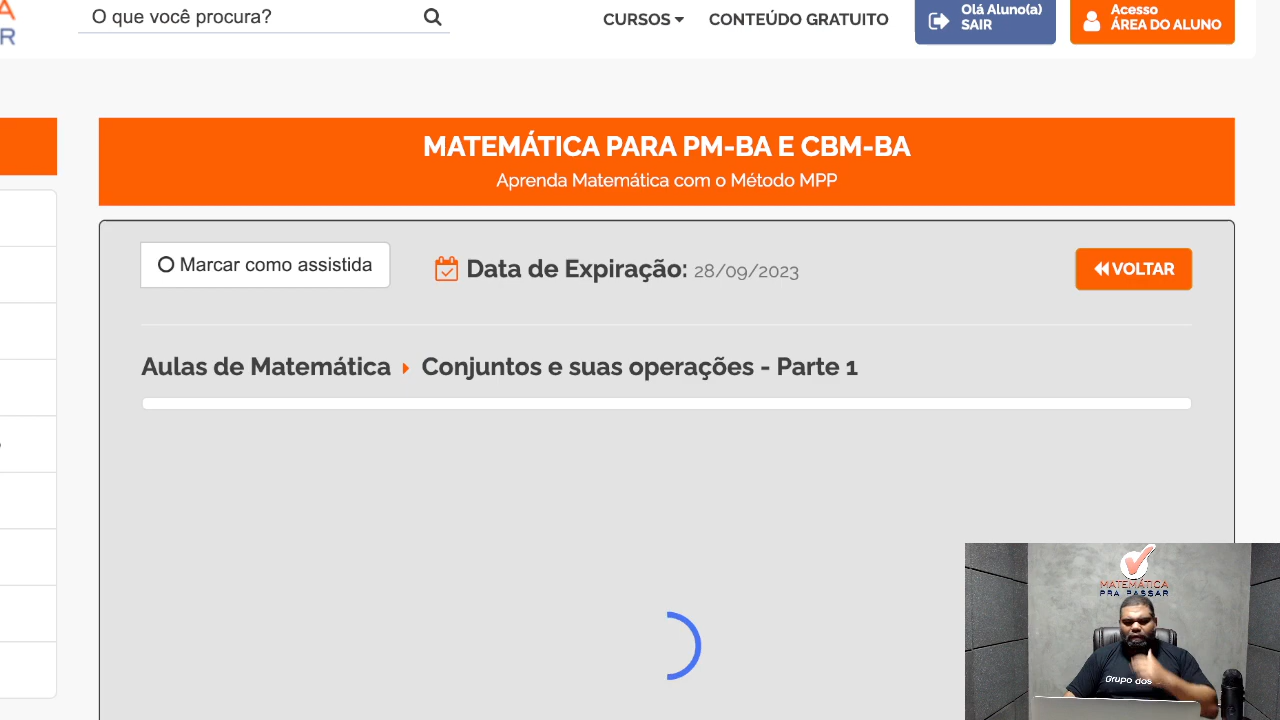 O que você procura?
CURSOS
CONTEÚDO GRATUITO
Olá Aluno(a)
SAIR
Acesso
ÁREA DO ALUNO
MATEMÁTICA PARA PM-BA E CBM-BA
Aprenda Matemática com o Método MPP
Marcar como assistida
Data de Expiração: 28/09/2023
VOLTAR
Aulas de Matemática
Conjuntos e suas operações - Parte 1
MATEMÁTICA
PRA PASSAR
Grupo dos